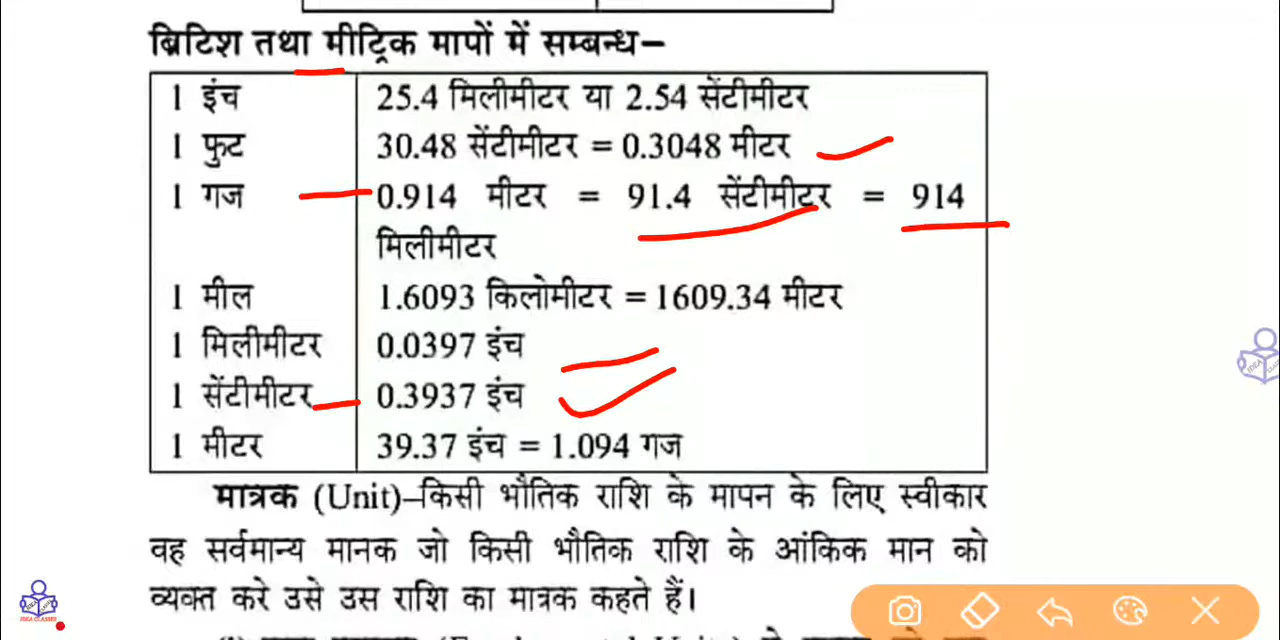 ब्रिटिश तथा मीट्रिक मापों में सम्बन्ध–
1 इंच 25.4 मिलीमीटर या 2.54 सेंटीमीटर
1 फुट 30.48 सेंटीमीटर = 0.3048 मीटर
1 गज 0.914 मीटर = 91.4 सेंटीमीटर = 914
मिलीमीटर
1 मील 1.6093 किलोमीटर = 1609.34 मीटर
1 मिलीमीटर 0.0397 इंच
1 सेंटीमीटर 0.3937 इंच
1 मीटर 39.37 इंच = 1.094 गज
मात्रक (Unit)–किसी भौतिक राशि के मापन के लिए स्वीकार
वह सर्वमान्य मानक जो किसी भौतिक राशि के आंकिक मान को
व्यक्त करे उसे उस राशि का मात्रक कहते हैं।
IDEA CLASSES